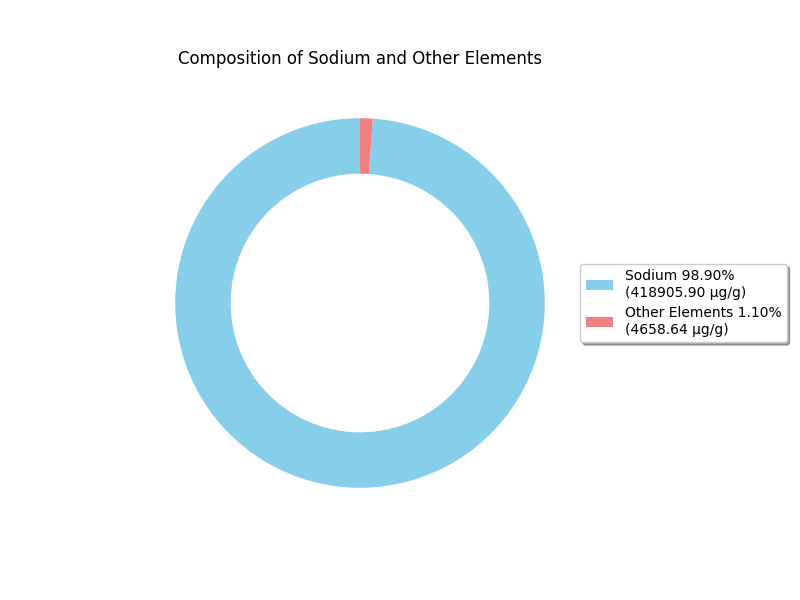 Composition of Sodium and Other Elements
Sodium 98.90%
(418905.90 µg/g)
Other Elements 1.10%
(4658.64 µg/g)